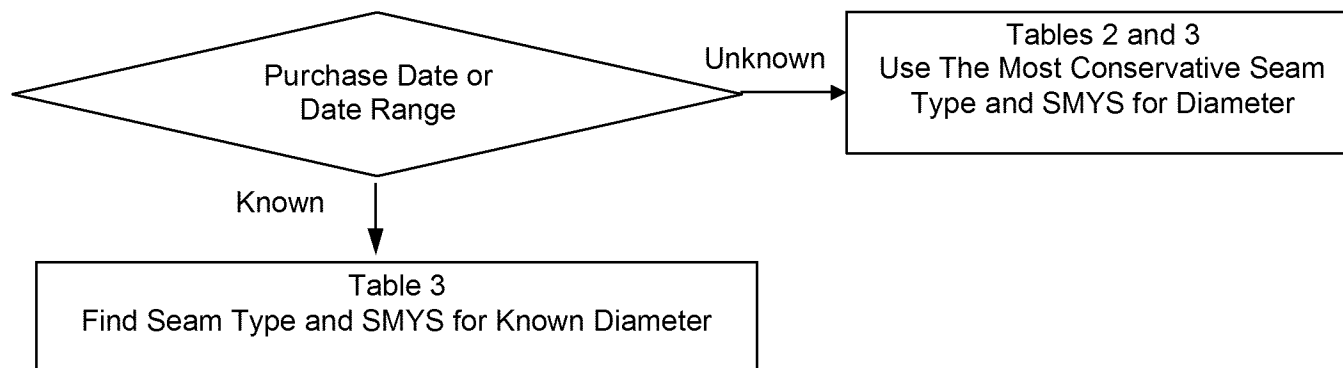 Purchase Date or
Date Range
Unknown
Tables 2 and 3
Use The Most Conservative Seam
Type and SMYS for Diameter
Known
Table 3
Find Seam Type and SMYS for Known Diameter